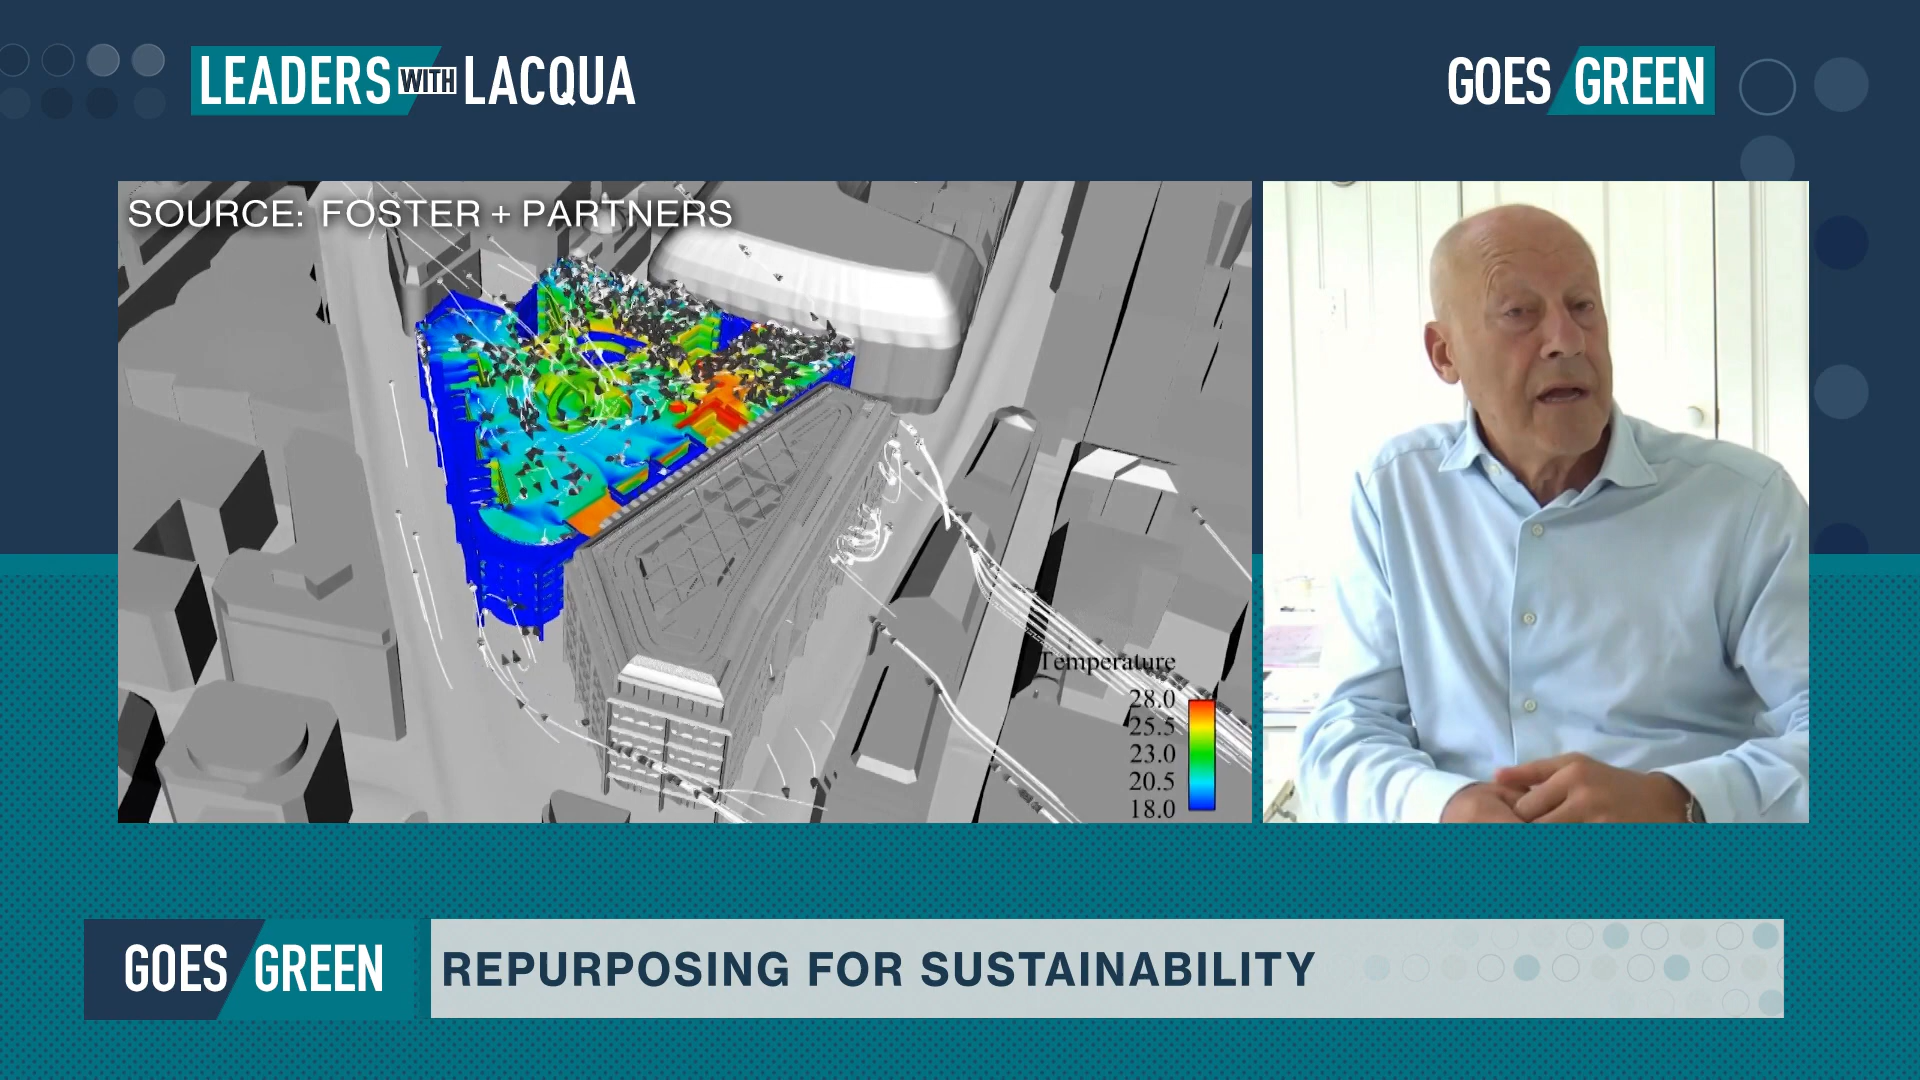 LEADERS WITH LACQUA
GOES GREEN
SOURCE: FOSTER + PARTNERS
Temperature
28.0
25.5
23.0
20.5
18.0
GOES GREEN
REPURPOSING FOR SUSTAINABILITY